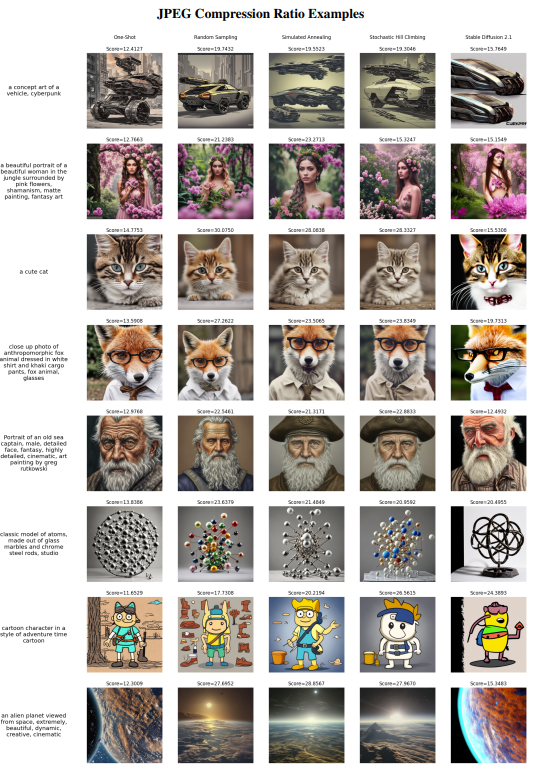 JPEG Compression Ratio Examples
One-Shot Random Sampling Simulated Annealing Stochastic Hill Climbing Stable Diffusion 2.1
Score=12.4127 Score=19.7432 Score=19.5523 Score=19.3046 Score=15.7649
a concept art of a
vehicle, cyberpunk
Score=12.7663 Score=21.2383 Score=23.2713 Score=15.3247 Score=15.1549
a beautiful portrait of a
beautiful woman in the
jungle surrounded by
pink flowers,
shamanism, matte
painting, fantasy art
Score=14.7753 Score=30.0750 Score=28.0838 Score=28.3327 Score=15.5308
a cute cat
Score=13.5908 Score=27.2622 Score=23.5065 Score=23.8349 Score=19.7313
close up photo of
anthropomorphic fox
animal dressed in white
shirt and khaki cargo
pants, fox animal,
glasses
Score=12.9768 Score=22.5461 Score=21.3171 Score=22.8833 Score=12.4932
Portrait of an old sea
captain, male, detailed
face, fantasy, highly
detailed, cinematic, art
painting by greg
rutkowski
Score=13.8386 Score=23.6379 Score=21.4849 Score=20.9592 Score=20.4955
classic model of atoms,
made out of glass
marbles and chrome
steel rods, studio
Score=11.6529 Score=17.7308 Score=20.2194 Score=26.5615 Score=24.3893
cartoon character in a
style of adventure time
cartoon
Score=12.3009 Score=27.6952 Score=28.8567 Score=27.9670 Score=15.3483
an alien planet viewed
from space, extremely,
beautiful, dynamic,
creative, cinematic